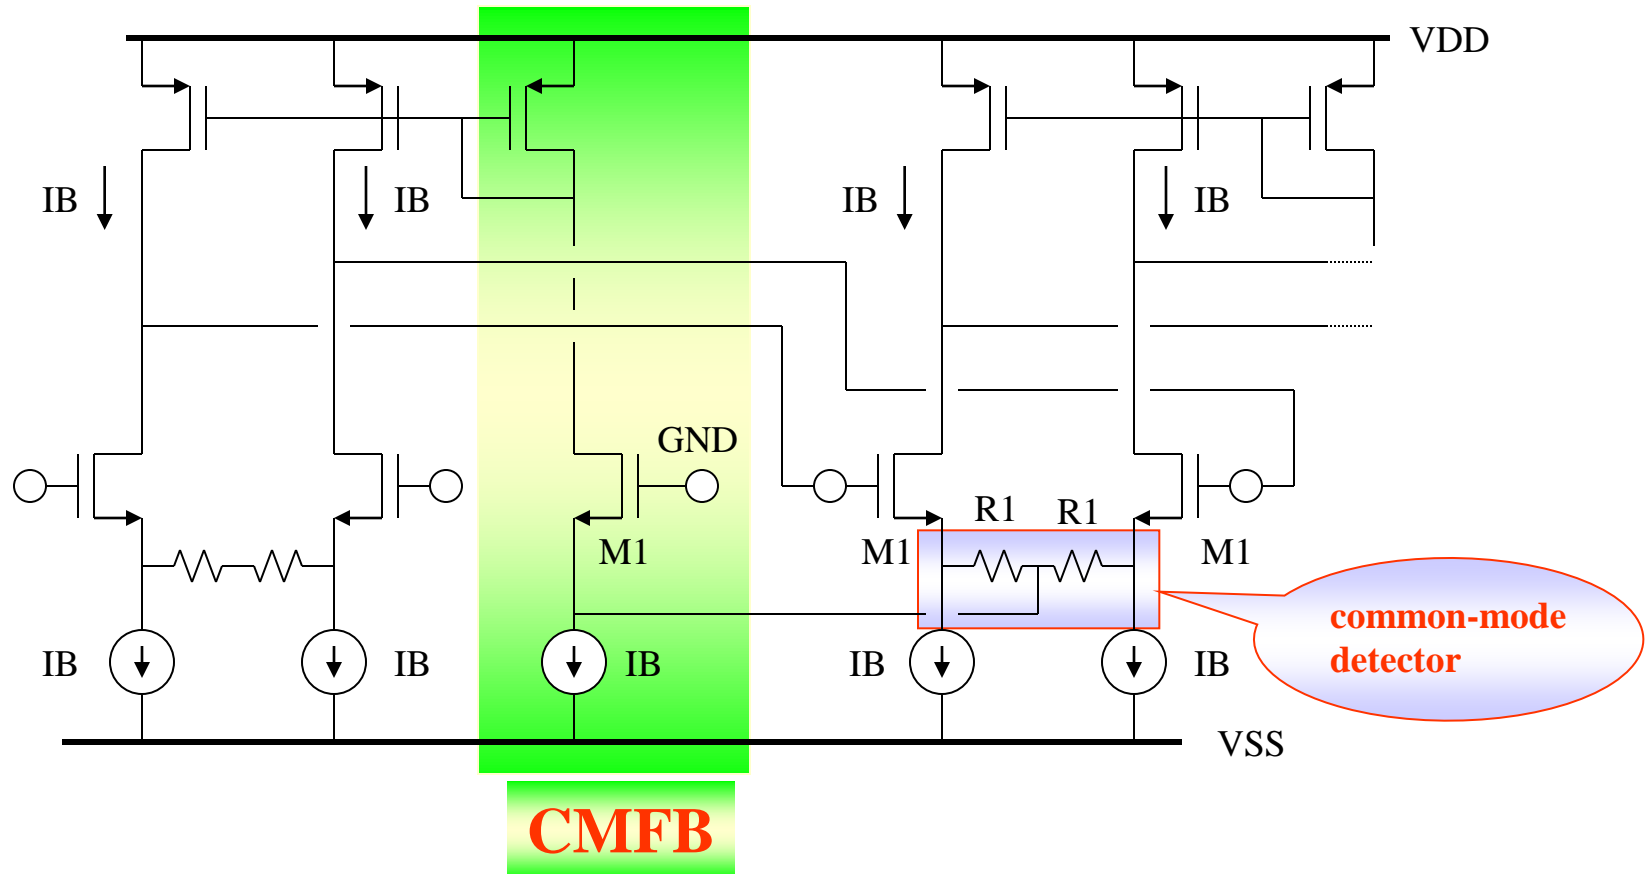 VDD
IB
IB
IB
IB
GND
R1
R1
M1
M1
M1
common-mode
detector
IB
IB
IB
IB
IB
VSS
CMFB